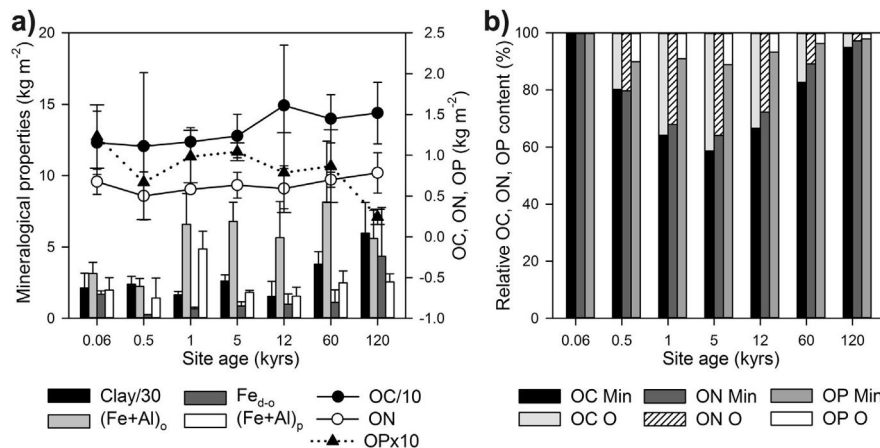 a)
Mineralogical properties (kg m-2)
20
15
10
5
0
2.5
2.0
1.5
1.0
0.5
0.0
-0.5
-1.0
OC, ON, OP (kg m-2)
0.06 0.5 1 5 12 60 120
Site age (kyrs)
Clay/30 Fed-o OC/10
(Fe+Al)o (Fe+Al)p ON
OPx10
b)
Relative OC, ON, OP content (%)
100
80
60
40
20
0
0.06 0.5 1 5 12 60 120
Site age (kyrs)
OC Min ON Min OP Min
OC O ON O OP O